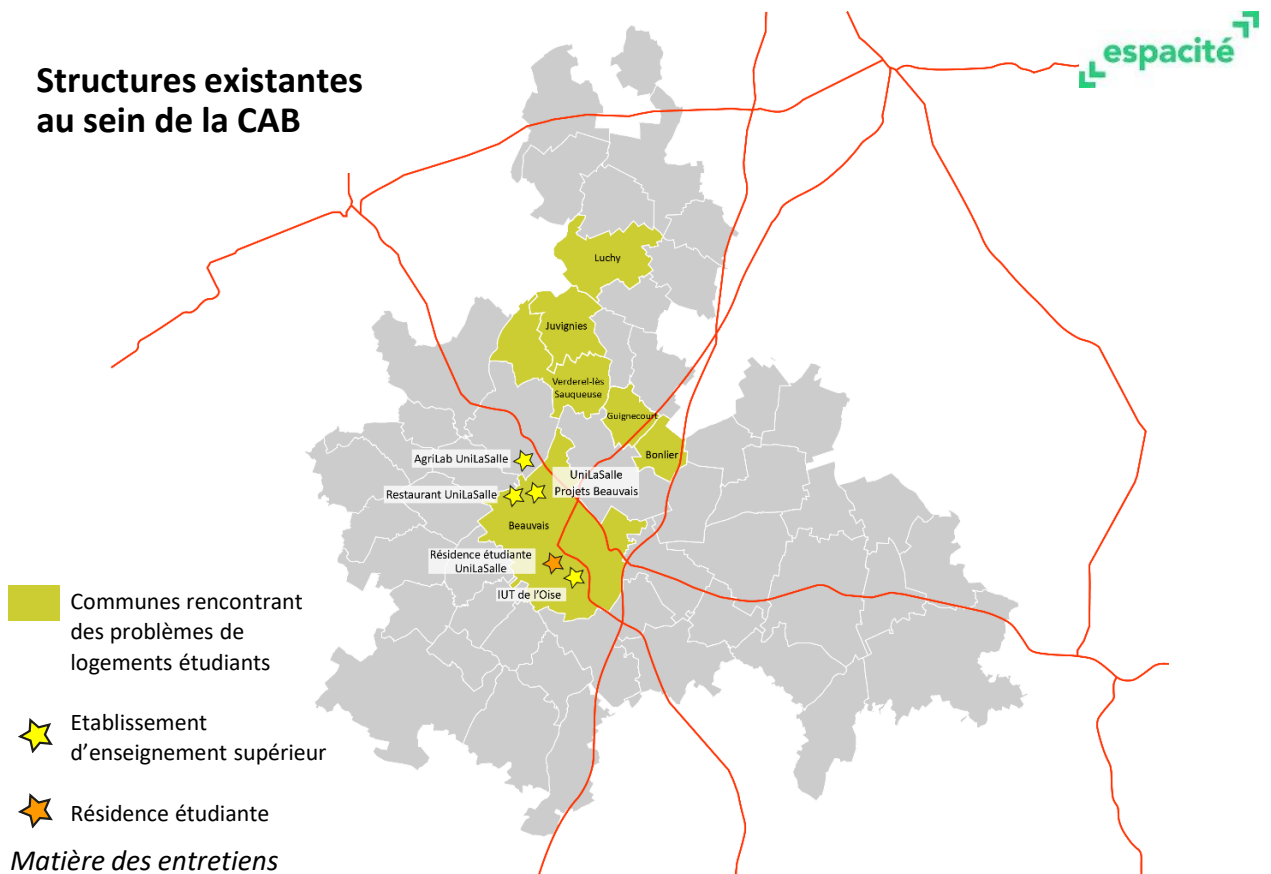 Structures existantes
au sein de la CAB
espacité
Luchy
Juvignies
Verderel-lès
Sauqueuse
Guignecourt
Bonlier
AgriLab UniLaSalle
UniLaSalle
Projets Beauvais
Restaurant UniLaSalle
Beauvais
Résidence étudiante
UniLaSalle
IUT de l'Oise
Communes rencontrant
des problèmes de
logements étudiants
Etablissement
d'enseignement supérieur
Résidence étudiante
Matière des entretiens